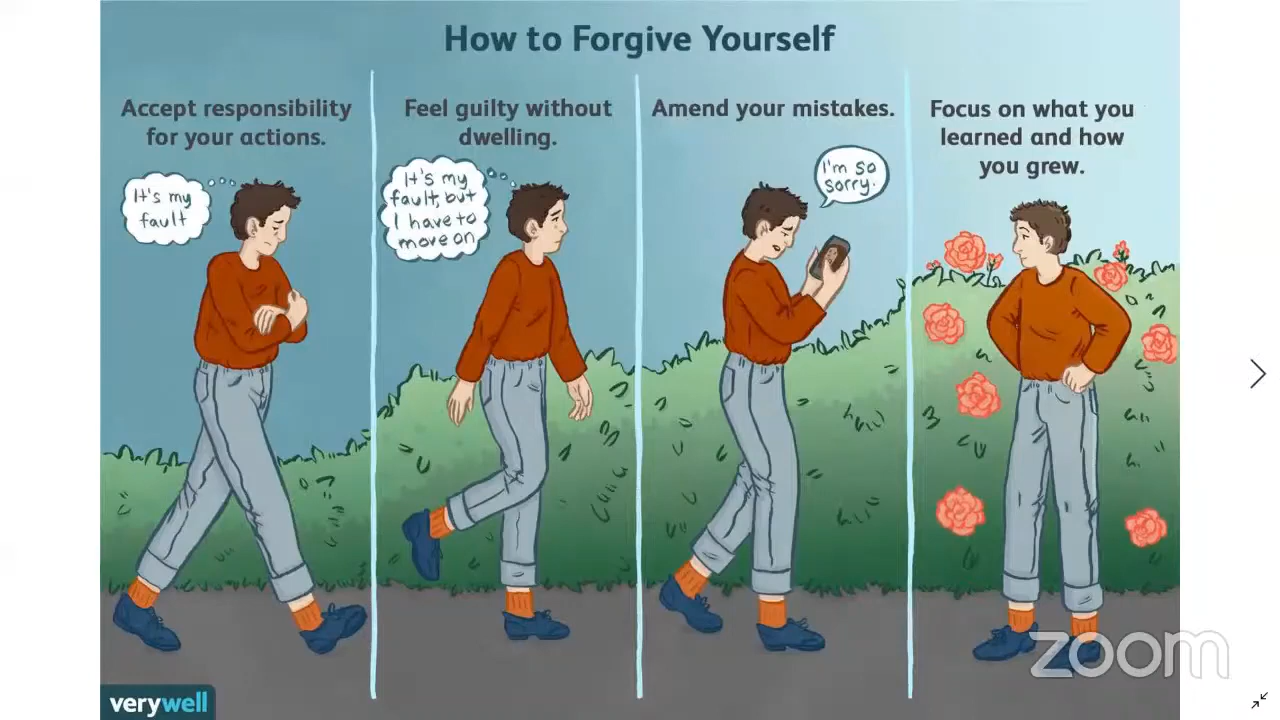 How to Forgive Yourself
Accept responsibility
for your actions.
It's my
fault
Feel guilty without
dwelling.
It's my
fault, but
I have to
move on
Amend your mistakes.
I'm so
sorry.
Focus on what you
learned and how
you grew.
verywell
zoom